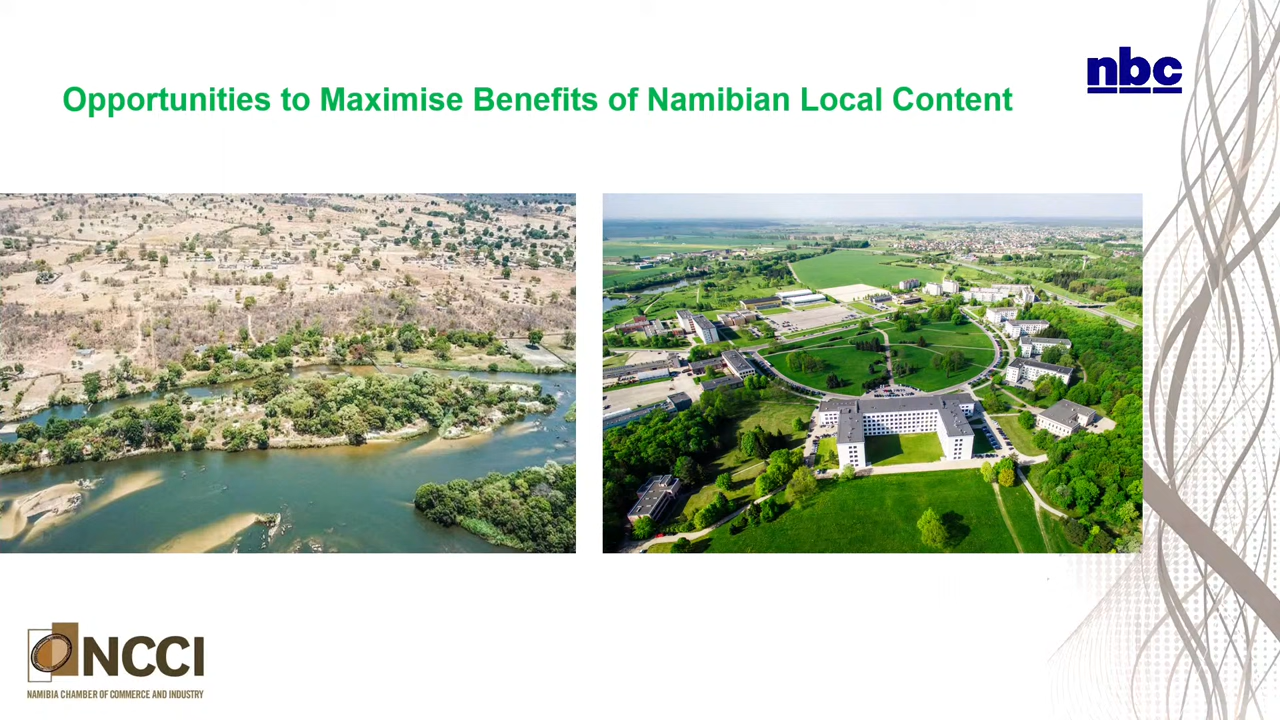 nbc
Opportunities to Maximise Benefits of Namibian Local Content
NCCI
NAMIBIA CHAMBER OF COMMERCE AND INDUSTRY